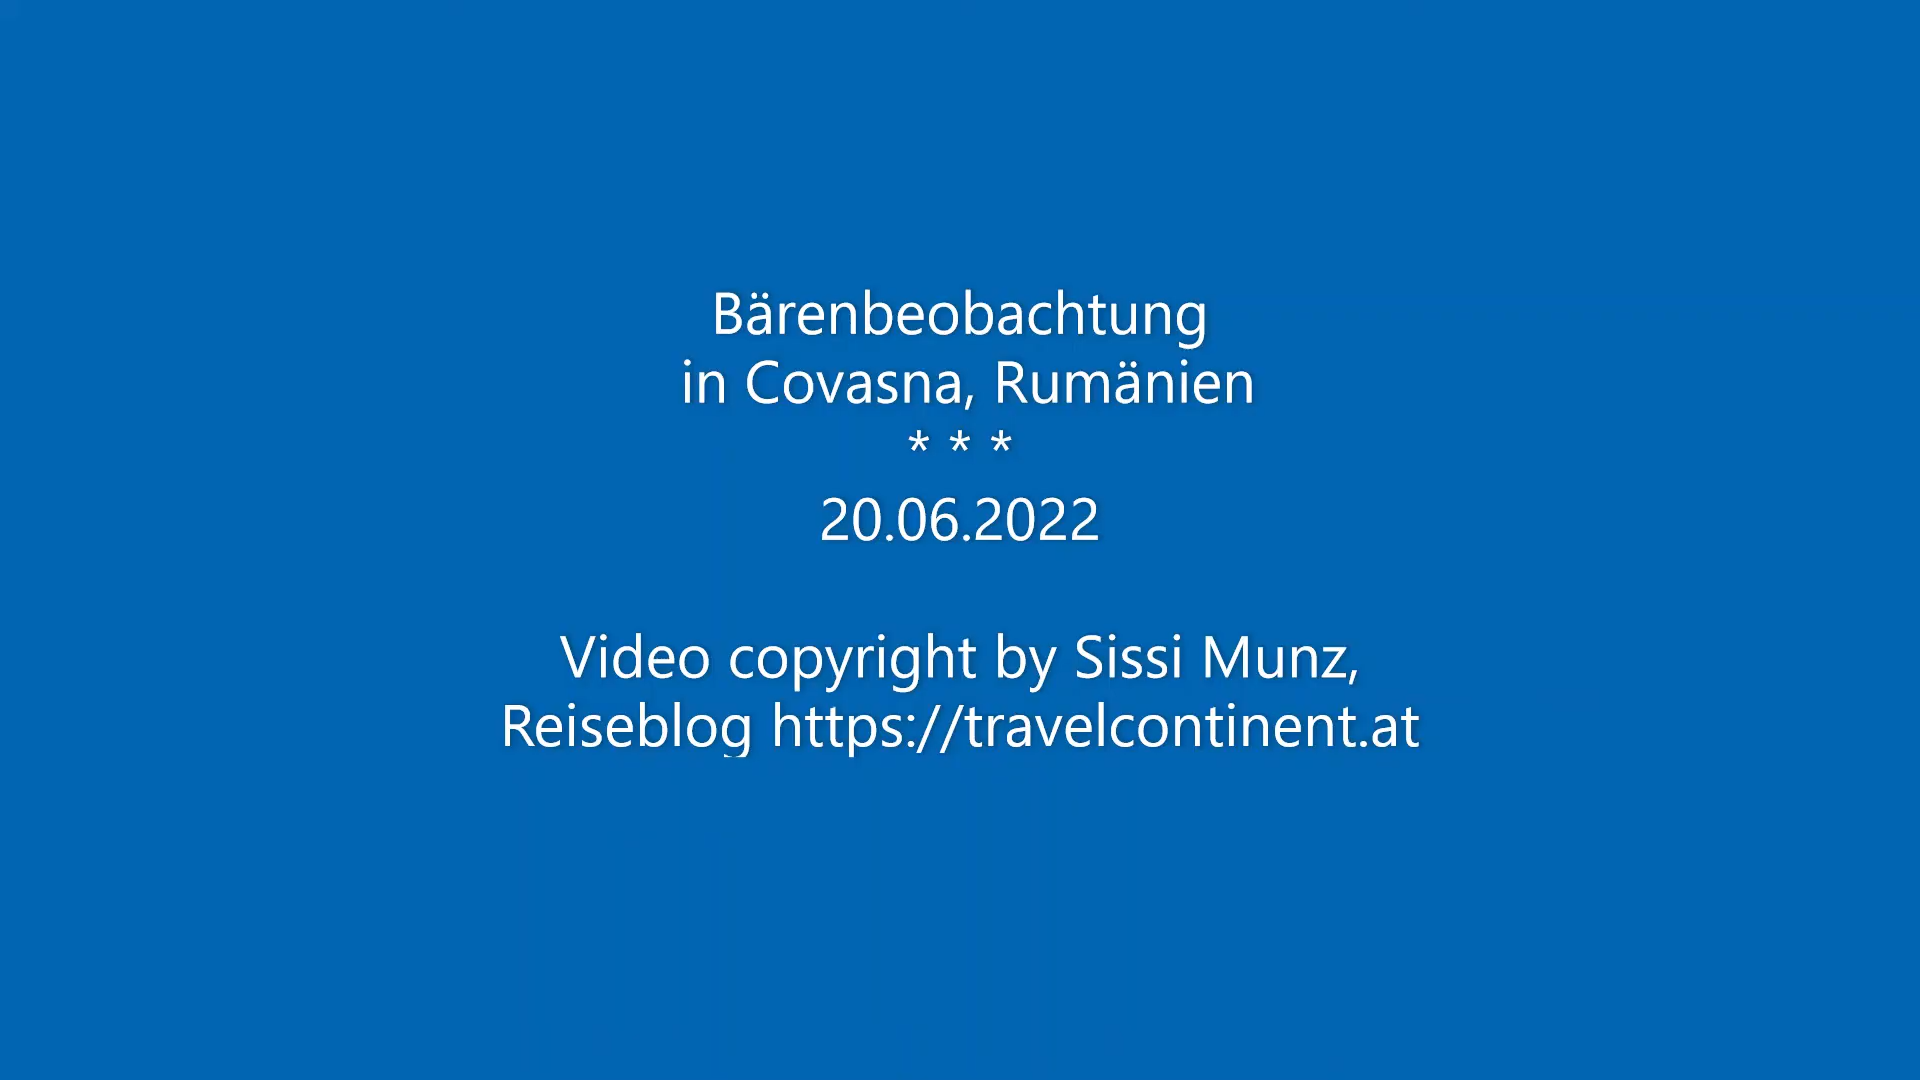 Bärenbeobachtung
in Covasna, Rumänien
* * *
20.06.2022
Video copyright by Sissi Munz,
Reiseblog https://travelcontinent.at